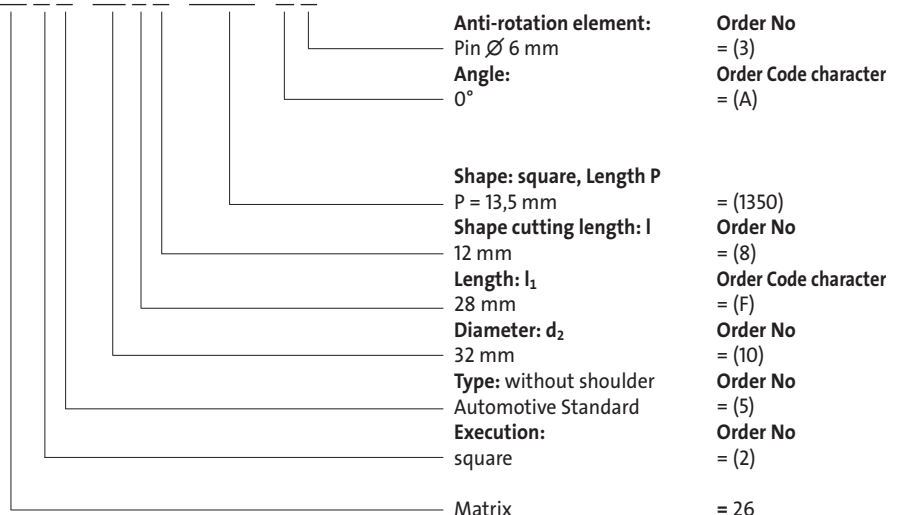 Anti-rotation element: Order No
Pin Ø 6 mm = (3)
Angle: Order Code character
0° = (A)
Shape: square, Length P
P = 13,5 mm = (1350)
Shape cutting length: l Order No
12 mm = (8)
Length: l₁ Order Code character
28 mm = (F)
Diameter: d₂ Order No
32 mm = (10)
Type: without shoulder Order No
Automotive Standard = (5)
Execution: Order No
square = (2)
Matrix = 26